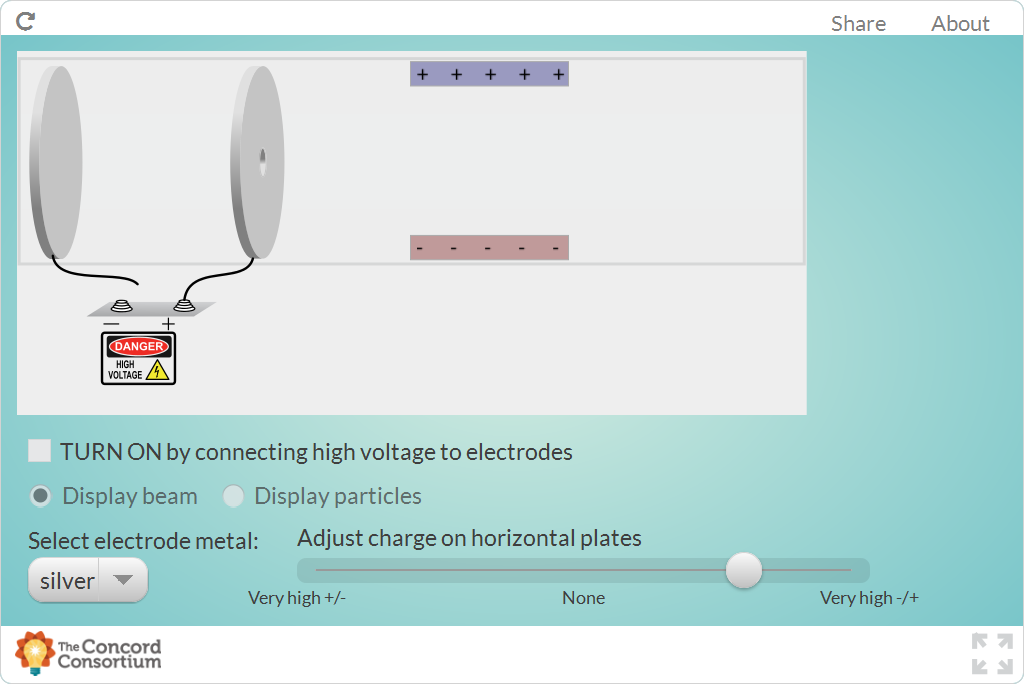 Share About
+ + + + +
- - - - -
— +
DANGER
HIGH
VOLTAGE
TURN ON by connecting high voltage to electrodes
Display beam Display particles
Select electrode metal: Adjust charge on horizontal plates
silver
Very high +/- None Very high -/+
The Concord
Consortium